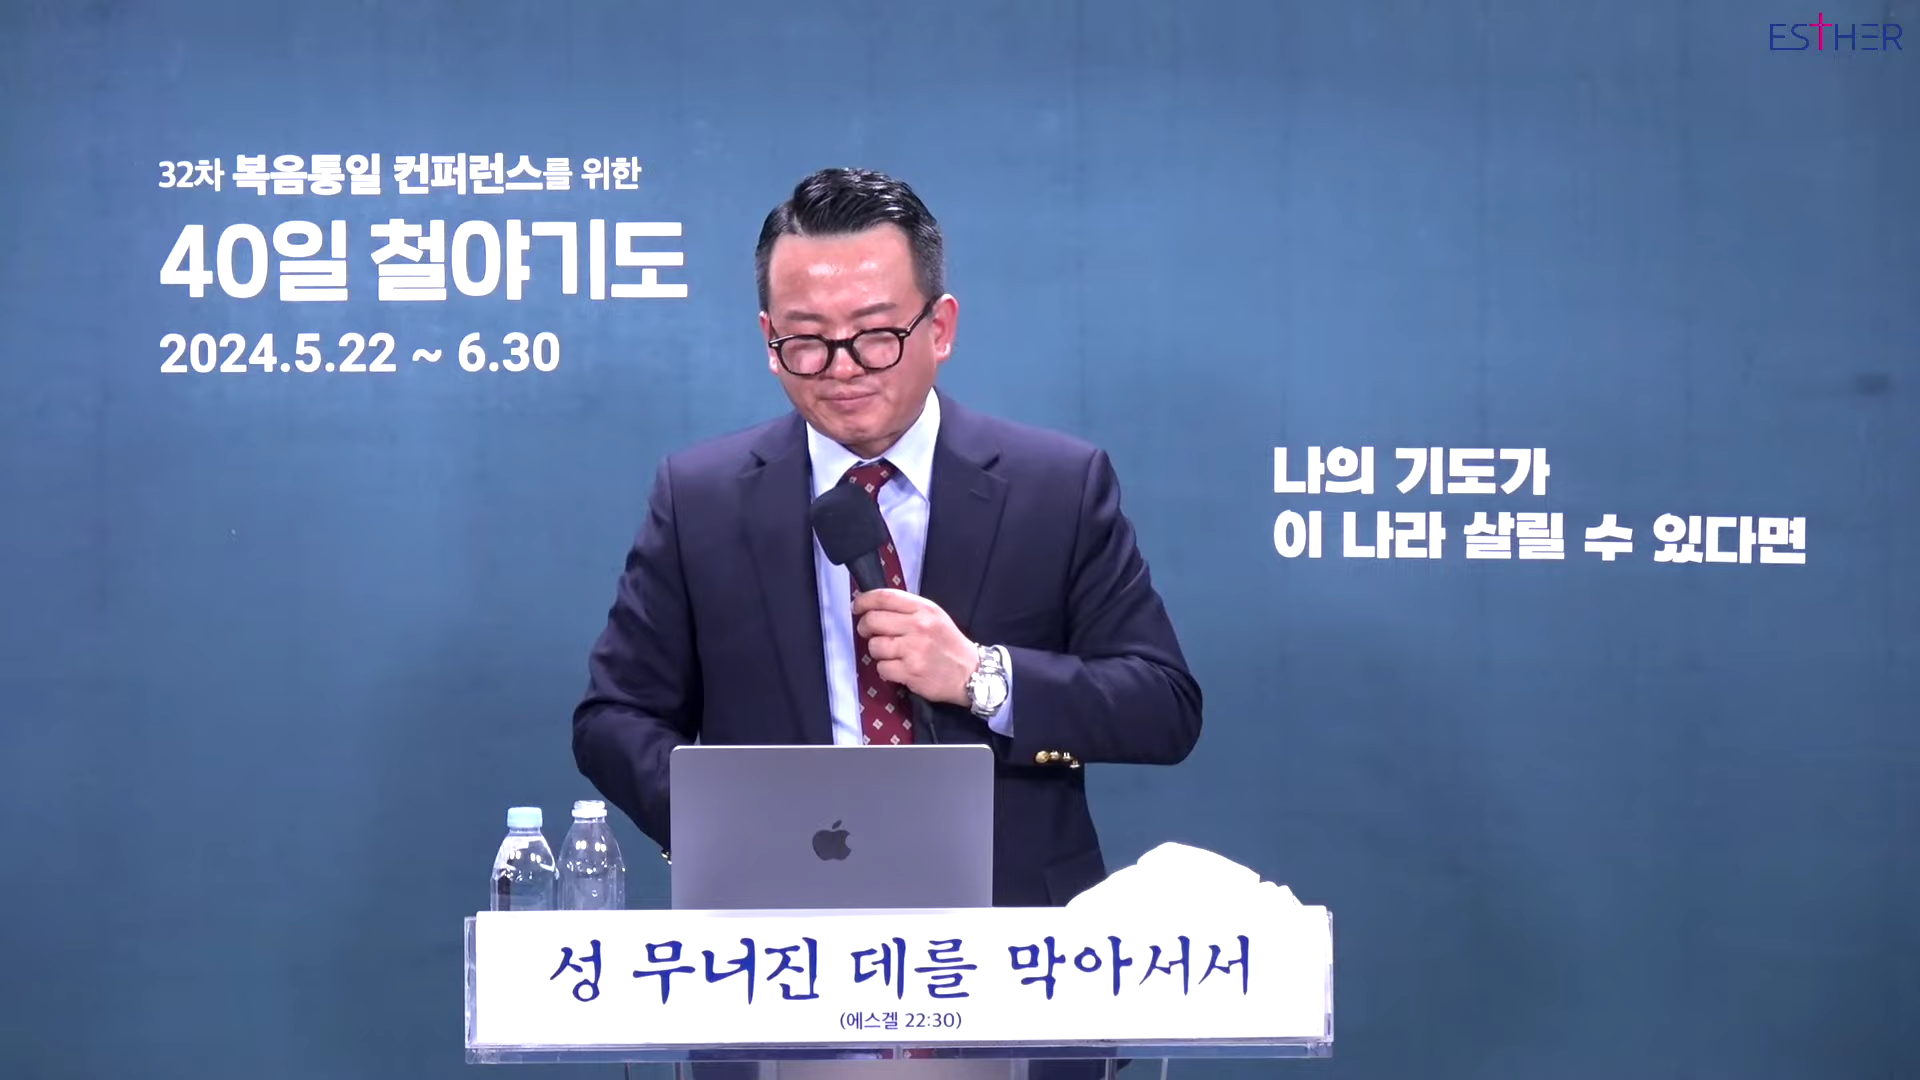 ESTHER
32차 복음통일 컨퍼런스를 위한
40일 철야기도
2024.5.22 ~ 6.30
나의 기도가
이 나라 살릴 수 있다면
성 무너진 데를 막아서서
(에스겔 22:30)